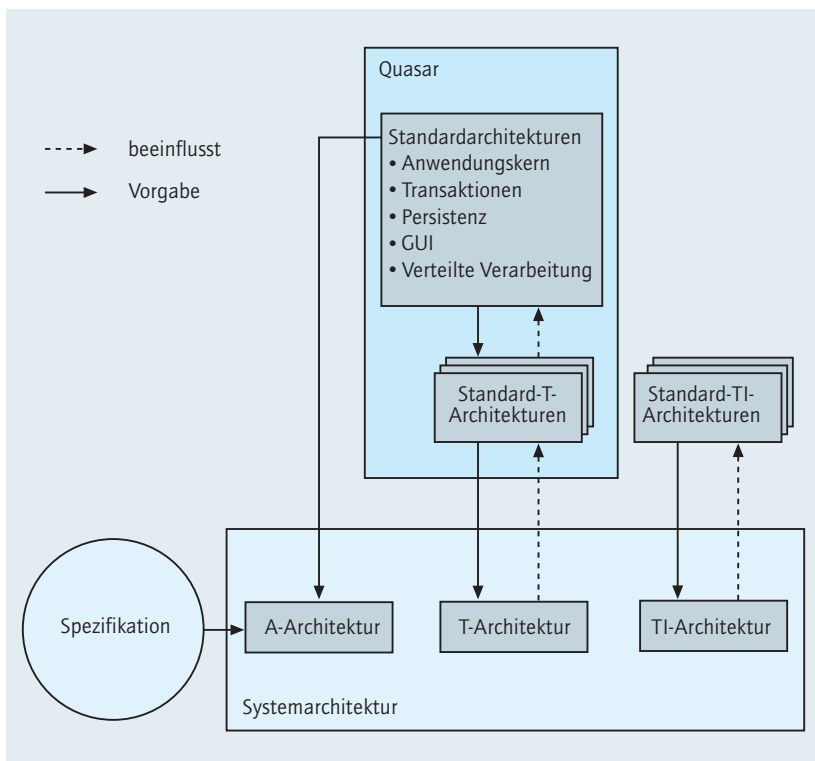 Quasar
beeinflusst
Vorgabe
Standardarchitekturen
• Anwendungskern
• Transaktionen
• Persistenz
• GUI
• Verteilte Verarbeitung
Standard-T-
Architekturen
Standard-TI-
Architekturen
Spezifikation
A-Architektur
T-Architektur
TI-Architektur
Systemarchitektur